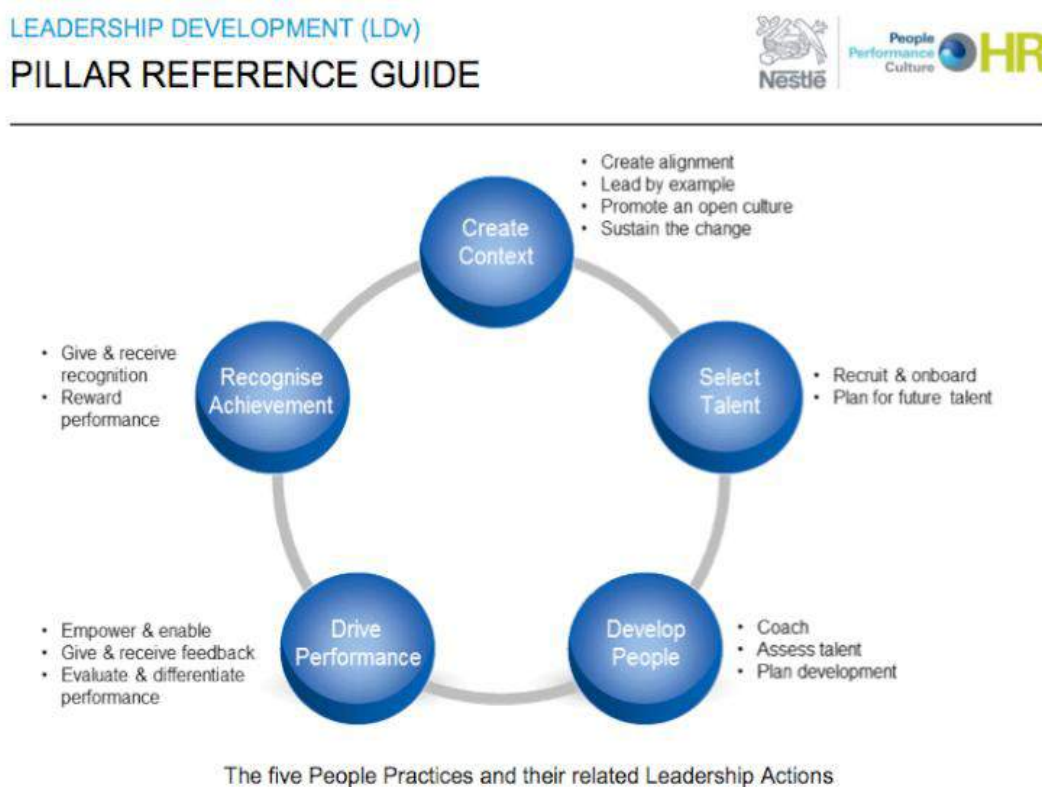 LEADERSHIP DEVELOPMENT (LDv)
PILLAR REFERENCE GUIDE
Nestlé
People
Performance
Culture
HR
Create
Context
• Create alignment
• Lead by example
• Promote an open culture
• Sustain the change
Select
Talent
• Recruit & onboard
• Plan for future talent
Develop
People
• Coach
• Assess talent
• Plan development
Drive
Performance
• Empower & enable
• Give & receive feedback
• Evaluate & differentiate
performance
Recognise
Achievement
• Give & receive
recognition
• Reward
performance
The five People Practices and their related Leadership Actions